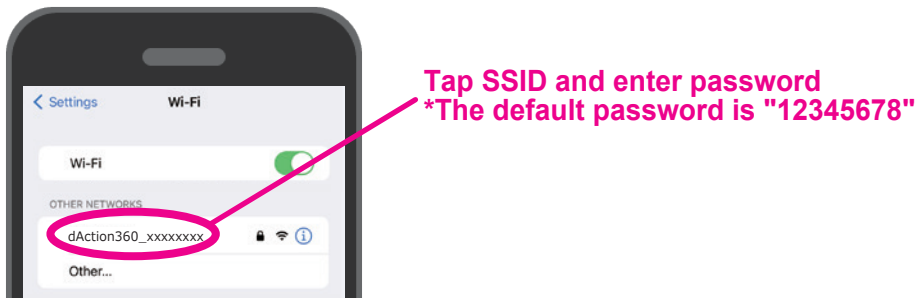 Tap SSID and enter password
*The default password is "12345678"
Settings Wi-Fi
Wi-Fi
OTHER NETWORKS
dAction360_xxxxxxxx
Other...